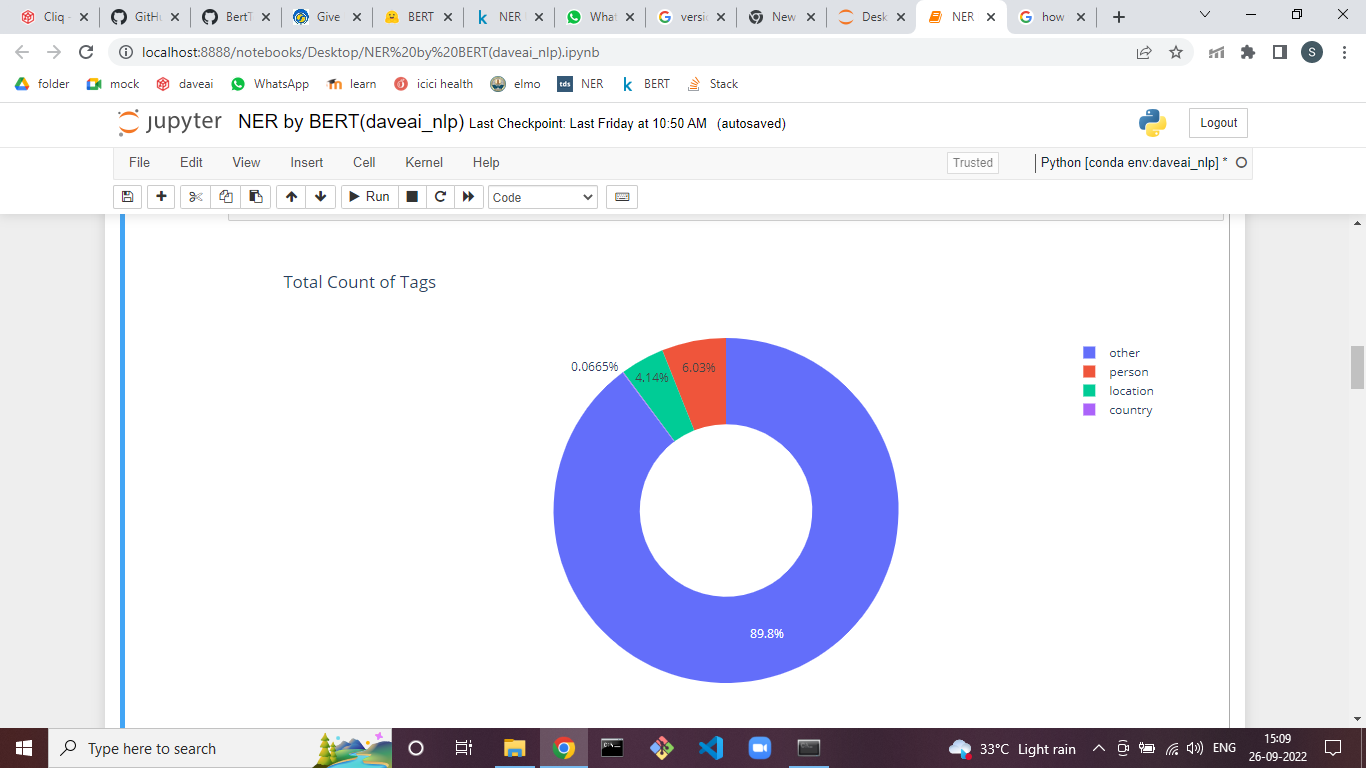 Cliq -
GitHu
BertT
Give
BERT
NER
What
versi
New
Desk
NER
how
localhost:8888/notebooks/Desktop/NER%20by%20BERT(daveai_nlp).ipynb
S
folder
mock
daveai
WhatsApp
learn
icici health
elmo
tds
NER
k
BERT
Stack
jupyter
NER by BERT(daveai_nlp) Last Checkpoint: Last Friday at 10:50 AM (autosaved)
Logout
File
Edit
View
Insert
Cell
Kernel
Help
Trusted
Python [conda env:daveai_nlp] *
Run
Code
Total Count of Tags
0.0665%
4.14%
6.03%
89.8%
other
person
location
country
Type here to search
33°C Light rain
ENG
15:09
26-09-2022